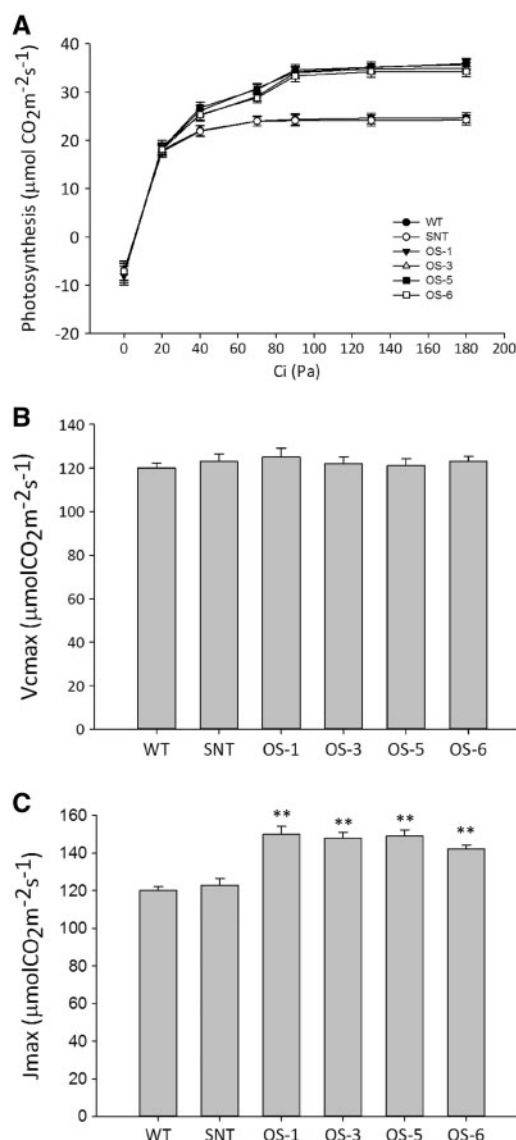 A
Photosynthesis (μmol CO2m-2s-1)
40
30
20
10
0
-10
-20
WT
SNT
OS-1
OS-3
OS-5
OS-6
0 20 40 60 80 100 120 140 160 180 200
Ci (Pa)
B
Vcmax (μmolCO2m-2s-1)
140
120
100
80
60
40
20
0
WT SNT OS-1 OS-3 OS-5 OS-6
C
Jmax (μmolCO2m-2s-1)
160
140
120
100
80
60
40
20
0
** ** ** **
WT SNT OS-1 OS-3 OS-5 OS-6